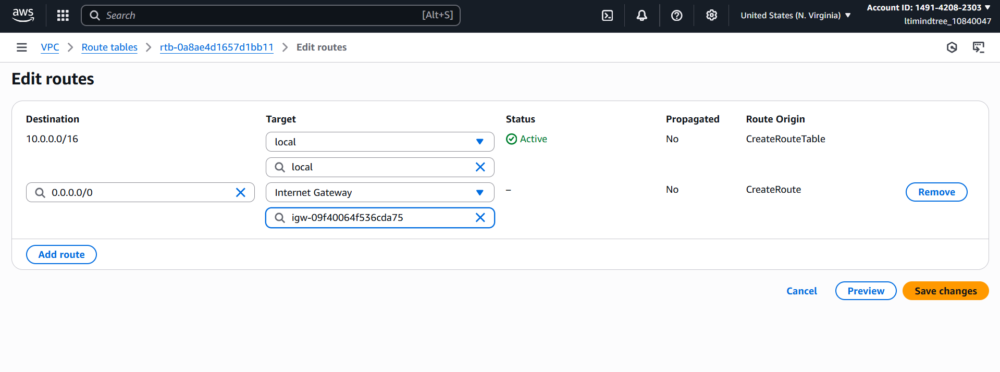 aws
Search
[Alt+S]
United States (N. Virginia)
Account ID: 1491-4208-2303
ltimindtree_10840047
VPC
Route tables
rtb-0a8ae4d1657d1bb11
Edit routes
Edit routes
Destination Target Status Propagated Route Origin
10.0.0.0/16 local Active No CreateRouteTable
local
0.0.0.0/0 Internet Gateway – No CreateRoute Remove
igw-09f40064f536cda75
Add route
Cancel Preview Save changes